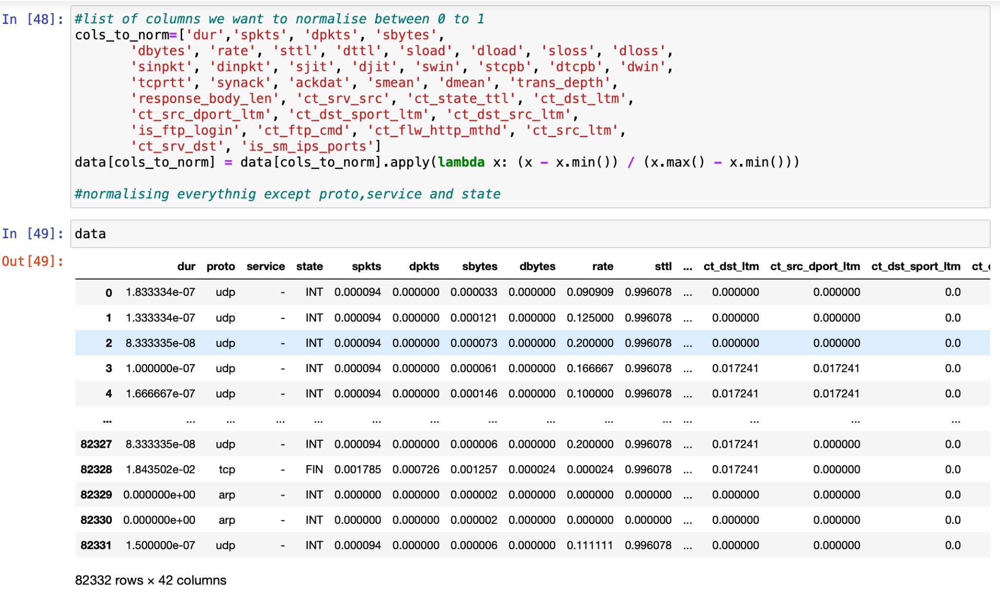 In [48]: #list of columns we want to normalise between 0 to 1
cols_to_norm=['dur','spkts', 'dpkts', 'sbytes',
'dbytes', 'rate', 'sttl', 'dttl', 'sload', 'dload', 'sloss', 'dloss',
'sinpkt', 'dinpkt', 'sjit', 'djit', 'swin', 'stcpb', 'dtcpb', 'dwin',
'tcprtt', 'synack', 'ackdat', 'smean', 'dmean', 'trans_depth',
'response_body_len', 'ct_srv_src', 'ct_state_ttl', 'ct_dst_ltm',
'ct_src_dport_ltm', 'ct_dst_sport_ltm', 'ct_dst_src_ltm',
'is_ftp_login', 'ct_ftp_cmd', 'ct_flw_http_mthd', 'ct_src_ltm',
'ct_srv_dst', 'is_sm_ips_ports']
data[cols_to_norm] = data[cols_to_norm].apply(lambda x: (x - x.min()) / (x.max() - x.min()))
#normalising everythnig except proto,service and state
In [49]: data
Out[49]:
dur proto service state spkts dpkts sbytes dbytes rate sttl ... ct_dst_ltm ct_src_dport_ltm ct_dst_sport_ltm
0 1.833334e-07 udp - INT 0.000094 0.000000 0.000033 0.000000 0.090909 0.996078 ... 0.000000 0.000000 0.0
1 1.333334e-07 udp - INT 0.000094 0.000000 0.000121 0.000000 0.125000 0.996078 ... 0.000000 0.000000 0.0
2 8.333335e-08 udp - INT 0.000094 0.000000 0.000073 0.000000 0.200000 0.996078 ... 0.000000 0.000000 0.0
3 1.000000e-07 udp - INT 0.000094 0.000000 0.000061 0.000000 0.166667 0.996078 ... 0.017241 0.017241 0.0
4 1.666667e-07 udp - INT 0.000094 0.000000 0.000146 0.000000 0.100000 0.996078 ... 0.017241 0.017241 0.0
... ... ... ... ... ... ... ... ... ... ... ... ... ... ...
82327 8.333335e-08 udp - INT 0.000094 0.000000 0.000006 0.000000 0.200000 0.996078 ... 0.017241 0.000000 0.0
82328 1.843502e-02 tcp - FIN 0.001785 0.000726 0.001257 0.000024 0.000024 0.996078 ... 0.017241 0.000000 0.0
82329 0.000000e+00 arp - INT 0.000000 0.000000 0.000002 0.000000 0.000000 0.000000 ... 0.000000 0.000000 0.0
82330 0.000000e+00 arp - INT 0.000000 0.000000 0.000002 0.000000 0.000000 0.000000 ... 0.000000 0.000000 0.0
82331 1.500000e-07 udp - INT 0.000094 0.000000 0.000006 0.000000 0.111111 0.996078 ... 0.000000 0.000000 0.0
82332 rows × 42 columns